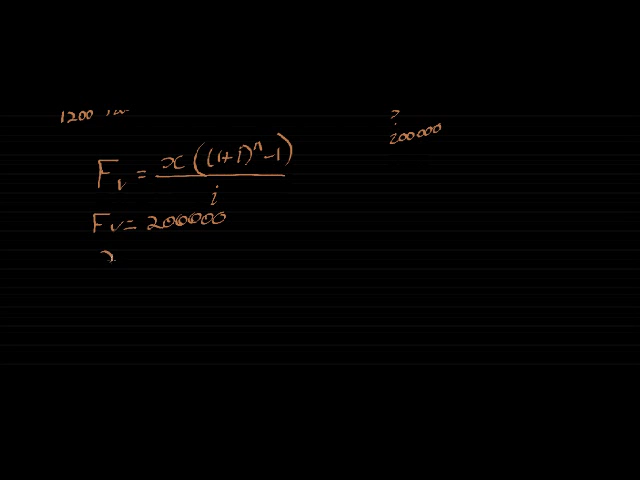 1200
?
200000
Fv = x((1+i)^n - 1) / i
Fv = 200000